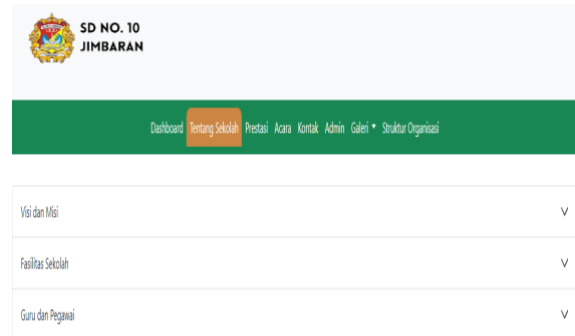 SD NO. 10
JIMBARAN
Dashboard Tentang Sekolah Prestasi Acara Kontak Admin Galeri Struktur Organisasi
Visi dan Misi
Fasilitas Sekolah
Guru dan Pegawai